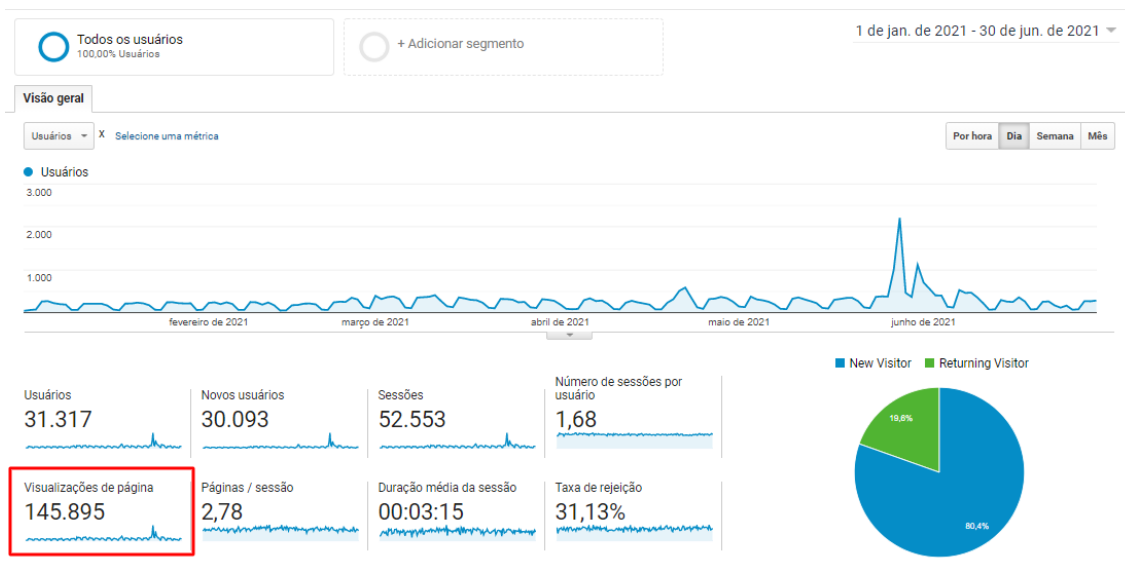 Todos os usuários
100,00% Usuários
+ Adicionar segmento
1 de jan. de 2021 - 30 de jun. de 2021
Visão geral
Usuários
X
Selecione uma métrica
Por hora
Dia
Semana
Mês
Usuários
3.000
2.000
1.000
fevereiro de 2021
março de 2021
abril de 2021
maio de 2021
junho de 2021
New Visitor
Returning Visitor
Usuários
31.317
Novos usuários
30.093
Sessões
52.553
Número de sessões por
usuário
1,68
Visualizações de página
145.895
Páginas / sessão
2,78
Duração média da sessão
00:03:15
Taxa de rejeição
31,13%
19,6%
80,4%